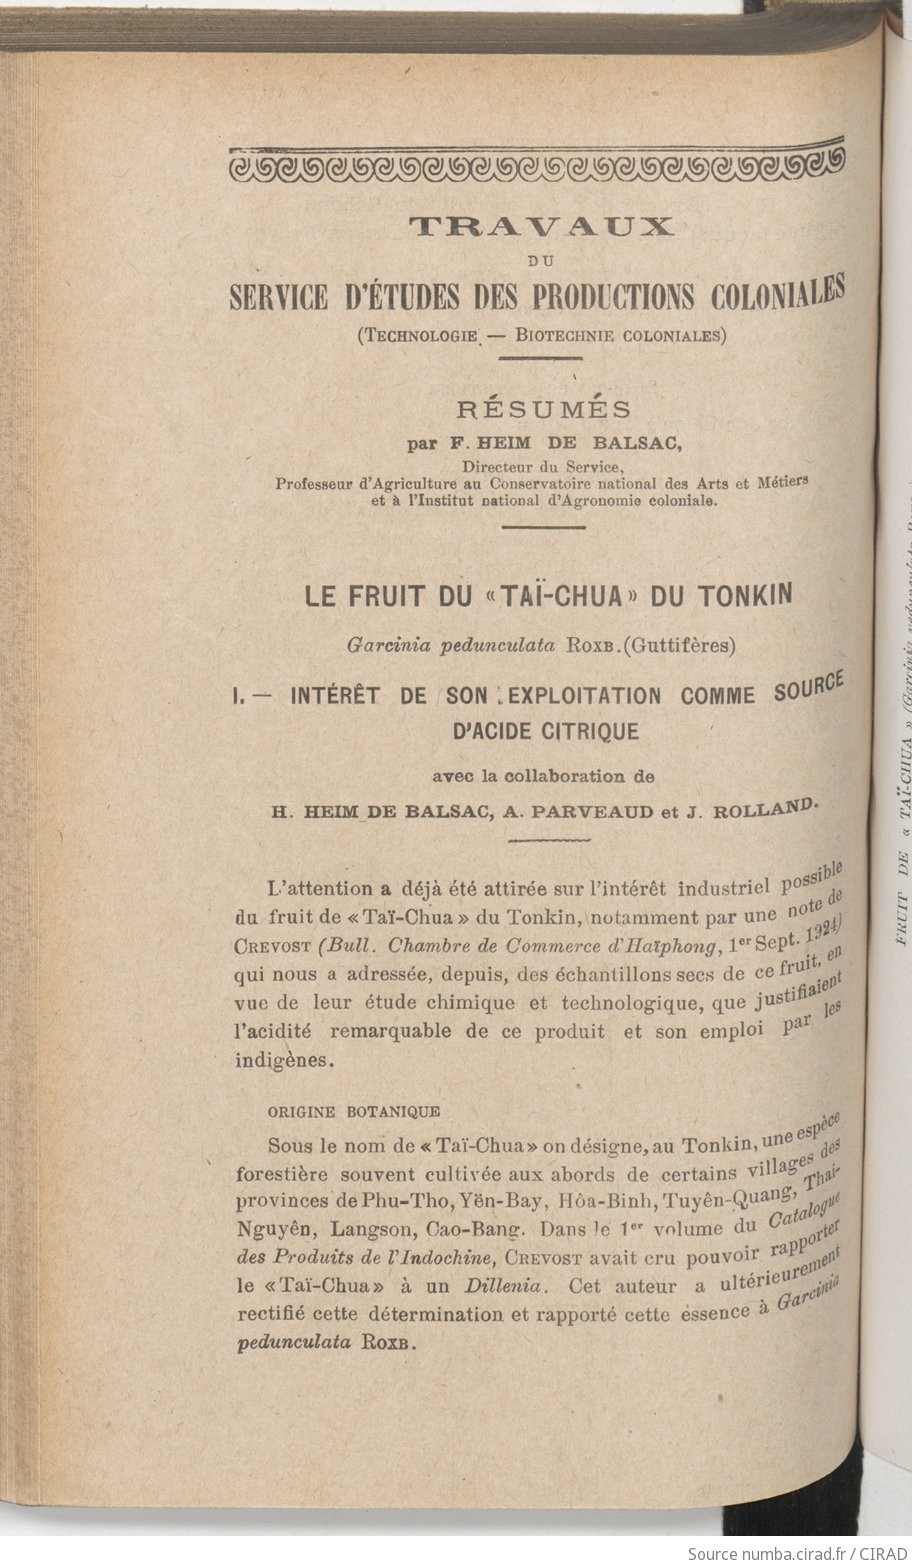 TRAVAUX
DU
SERVICE D'ÉTUDES DES PRODUCTIONS COLONIALES
(TECHNOLOGIE — BIOTECHNIE COLONIALES)
RÉSUMÉS
par F. HEIM DE BALSAC,
Directeur du Service,
Professeur d'Agriculture au Conservatoire national des Arts et Métiers
et à l'Institut national d'Agronomie coloniale.
LE FRUIT DU «TAÏ-CHUA» DU TONKIN
Garcinia pedunculata ROXB.(Guttifères)
I. — INTÉRÊT DE SON EXPLOITATION COMME SOURCE
D'ACIDE CITRIQUE
avec la collaboration de
H. HEIM DE BALSAC, A. PARVEAUD et J. ROLLAND.
L'attention a déjà été attirée sur l'intérêt industriel possible
du fruit de «Taï-Chua» du Tonkin, notamment par une note de
CREVOST (Bull. Chambre de Commerce d'Haïphong, 1er Sept. 1924)
qui nous a adressée, depuis, des échantillons secs de ce fruit, en
vue de leur étude chimique et technologique, que justifiaient
l'acidité remarquable de ce produit et son emploi par les
indigènes.
ORIGINE BOTANIQUE
Sous le nom de «Taï-Chua» on désigne, au Tonkin, une espèce
forestière souvent cultivée aux abords de certains villages des
provinces de Phu-Tho, Yën-Bay, Hôa-Binh, Tuyên-Quang, Thai-
Nguyên, Langson, Cao-Bang. Dans le 1er volume du Catalogue
des Produits de l'Indochine, CREVOST avait cru pouvoir rapporter
le «Taï-Chua» à un Dillenia. Cet auteur a ultérieurement
rectifié cette détermination et rapporté cette essence à Garcinia
pedunculata ROXB.
FRUIT DE « TAÏ-CHUA » (Garcinia pedunculata
Source numba.cirad.fr / CIRAD